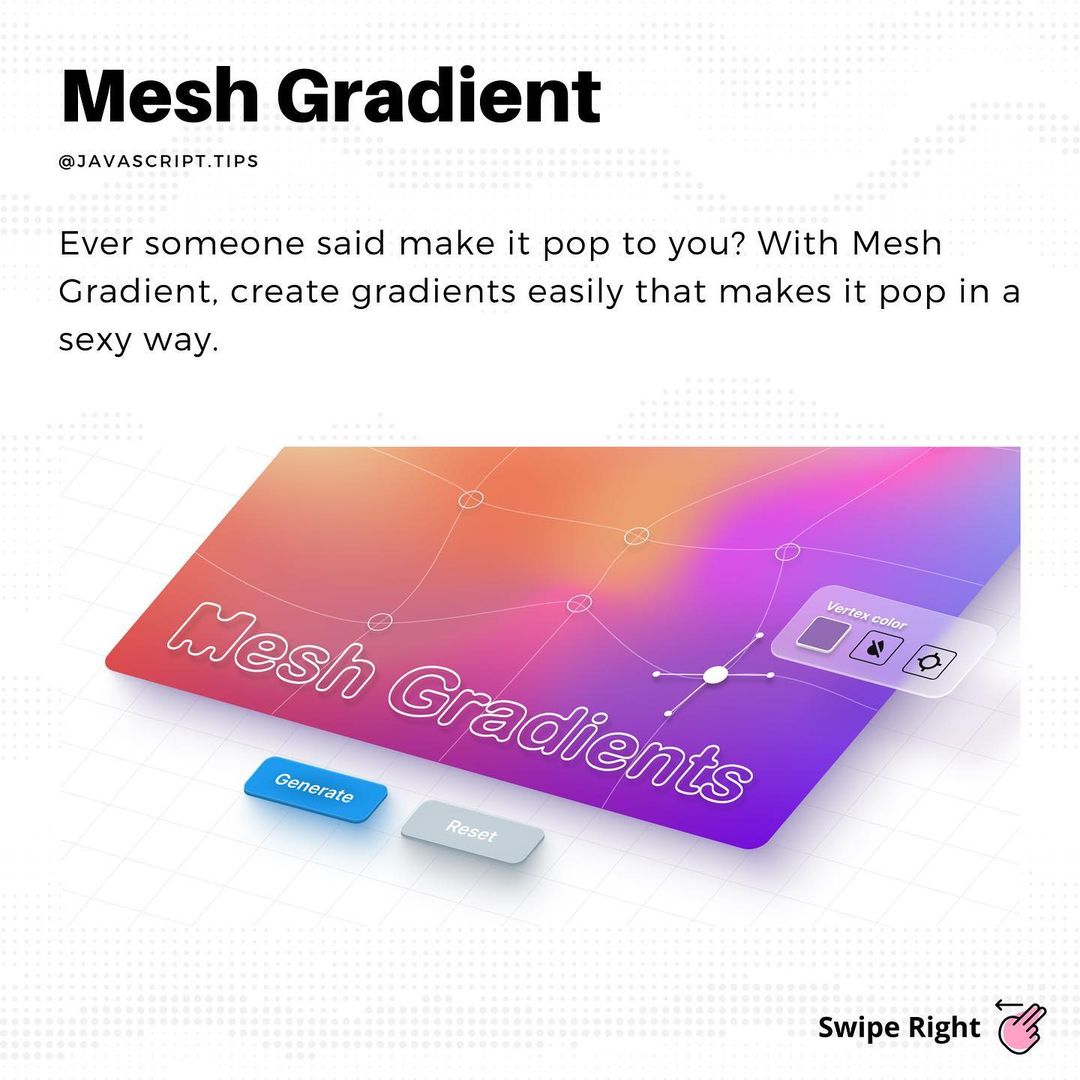 Mesh Gradient
@JAVASCRIPT.TIPS
Ever someone said make it pop to you? With Mesh
Gradient, create gradients easily that makes it pop in a
sexy way.
Vertex color
Mesh Gradients
Generate
Reset
Swipe Right